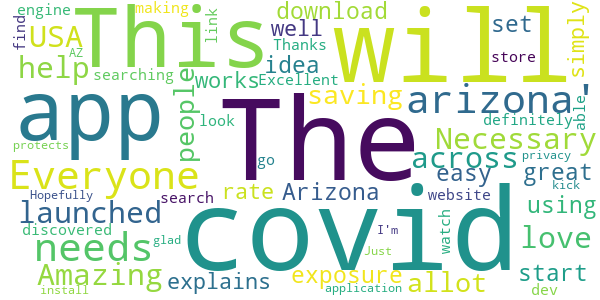 engine making download find USA This link will well set simply
AZ Thanks
help searching people works idea Excellent store
app saving arizona'
The look definitely able
protects Necessary
go across privacy
Everyone easy great kick
Hopefully search rate Arizona website
launched covid using
discovered I'm watch love
needs glad Just
Amazing explains exposure allot start
install application dev